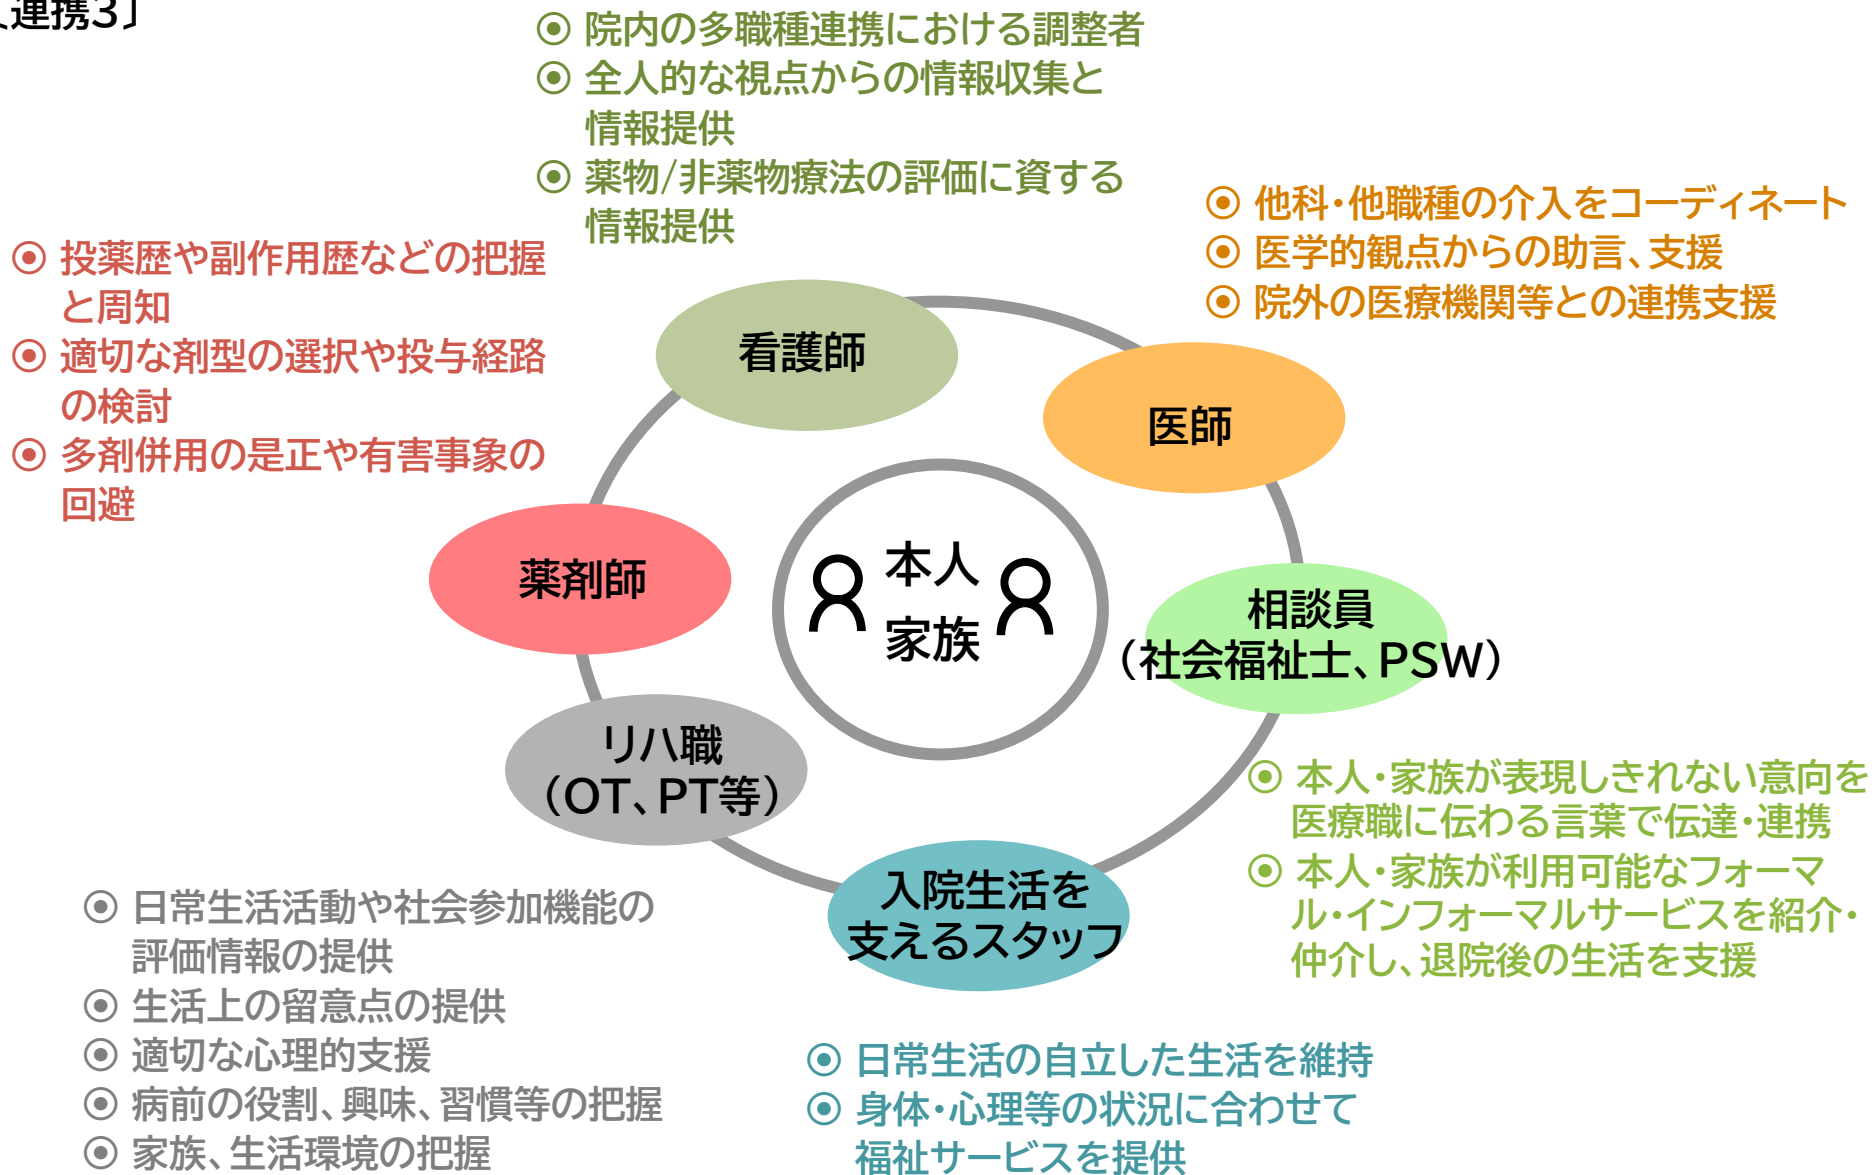 連携3〕
◉ 院内の多職種連携における調整者
◉ 全人的な視点からの情報収集と
情報提供
◉ 薬物/非薬物療法の評価に資する
情報提供
◉ 他科・他職種の介入をコーディネート
◉ 医学的観点からの助言、支援
◉ 院外の医療機関等との連携支援
◉ 投薬歴や副作用歴などの把握
と周知
◉ 適切な剤型の選択や投与経路
の検討
◉ 多剤併用の是正や有害事象の
回避
看護師
医師
薬剤師
本人
家族
相談員
（社会福祉士、PSW）
リハ職
（OT、PT等）
入院生活を
支えるスタッフ
◉ 本人・家族が表現しきれない意向を
医療職に伝わる言葉で伝達・連携
◉ 本人・家族が利用可能なフォーマ
ル・インフォーマルサービスを紹介・
仲介し、退院後の生活を支援
◉ 日常生活活動や社会参加機能の
評価情報の提供
◉ 生活上の留意点の提供
◉ 適切な心理的支援
◉ 病前の役割、興味、習慣等の把握
◉ 家族、生活環境の把握
◉ 日常生活の自立した生活を維持
◉ 身体・心理等の状況に合わせて
福祉サービスを提供